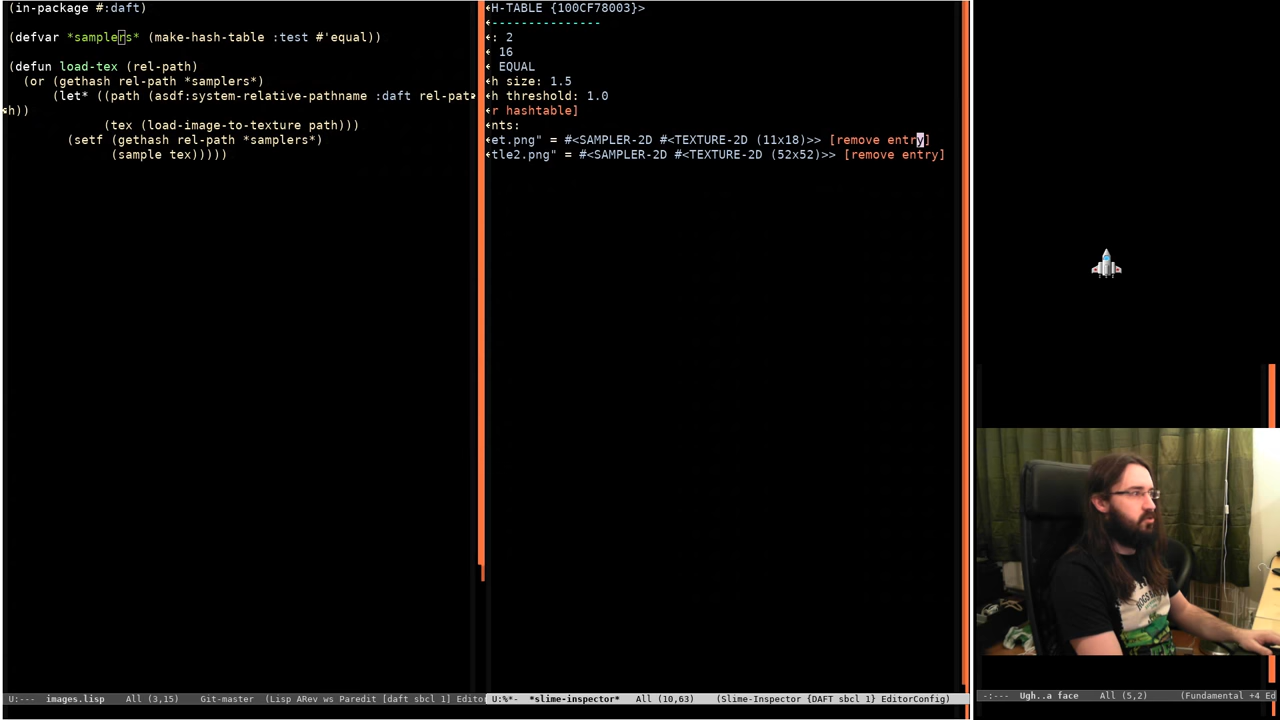 (in-package #:daft)
(defvar *samplers* (make-hash-table :test #'equal))
(defun load-tex (rel-path)
(or (gethash rel-path *samplers*)
(let* ((path (asdf:system-relative-pathname :daft rel-pat
h))
(tex (load-image-to-texture path)))
(setf (gethash rel-path *samplers*)
(sample tex)))))
U:--- images.lisp All (3,15) Git-master (Lisp ARev ws Paredit [daft sbcl 1] Editor
H-TABLE {100CF78003}>
---------------
: 2
16
EQUAL
h size: 1.5
h threshold: 1.0
r hashtable]
nts:
et.png" = #<SAMPLER-2D #<TEXTURE-2D (11x18)>> [remove entry]
tle2.png" = #<SAMPLER-2D #<TEXTURE-2D (52x52)>> [remove entry]
U:%*- *slime-inspector* All (10,63) (Slime-Inspector {DAFT sbcl 1} EditorConfig)
-:--- Ugh..a face All (5,2) (Fundamental +4 Ed